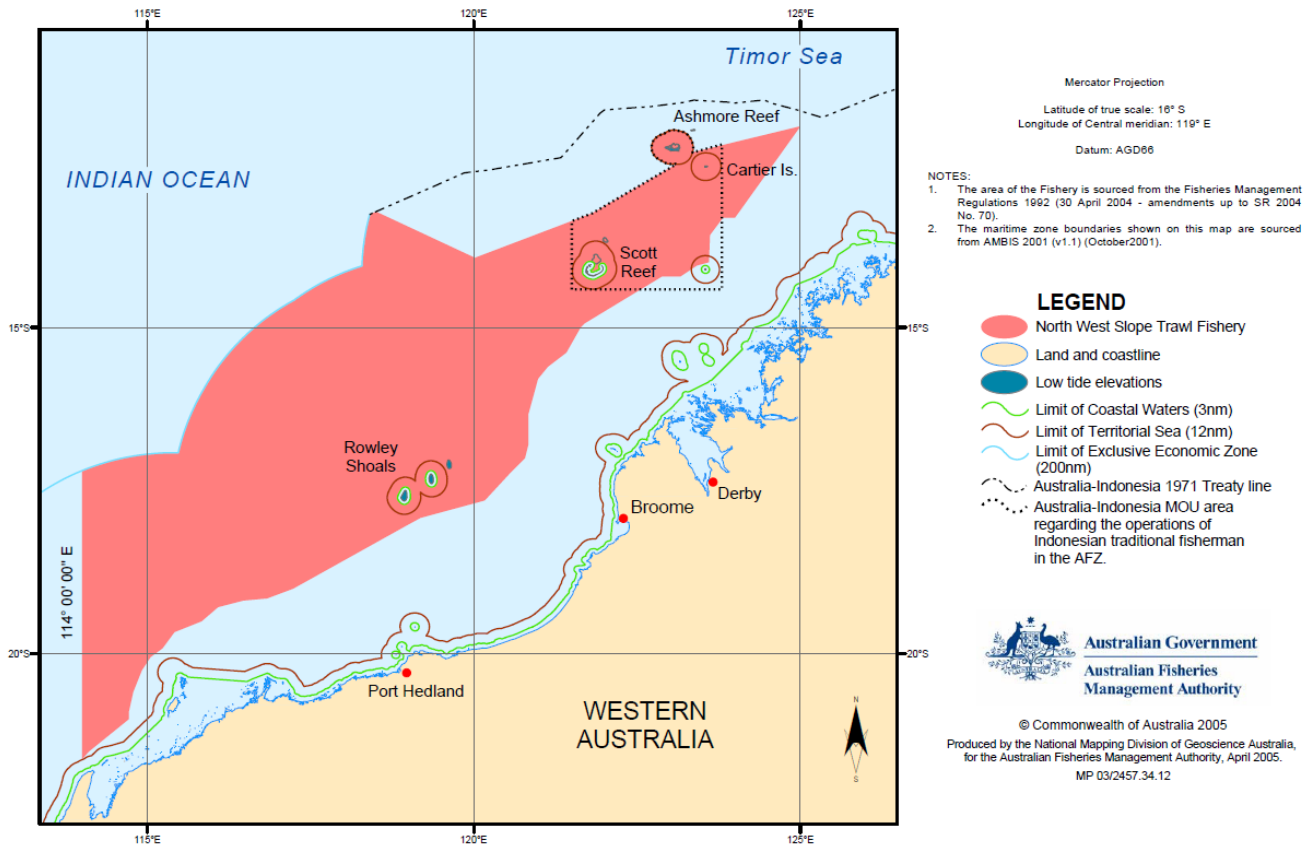 115°E
120°E
125°E
Timor Sea
Ashmore Reef
INDIAN OCEAN
Cartier Is.
Scott
Reef
15°S
15°S
Rowley
Shoals
Derby
Broome
114° 00' 00" E
20°S
20°S
Port Hedland
WESTERN
AUSTRALIA
N
S
115°E
120°E
125°E
Mercator Projection
Latitude of true scale: 16° S
Longitude of Central meridian: 119° E
Datum: AGD66
NOTES:
1. The area of the Fishery is sourced from the Fisheries Management
Regulations 1992 (30 April 2004 - amendments up to SR 2004
No. 70).
2. The maritime zone boundaries shown on this map are sourced
from AMBIS 2001 (v1.1) (October2001).
LEGEND
North West Slope Trawl Fishery
Land and coastline
Low tide elevations
Limit of Coastal Waters (3nm)
Limit of Territorial Sea (12nm)
Limit of Exclusive Economic Zone
(200nm)
Australia-Indonesia 1971 Treaty line
Australia-Indonesia MOU area
regarding the operations of
Indonesian traditional fisherman
in the AFZ.
Australian Government
Australian Fisheries
Management Authority
© Commonwealth of Australia 2005
Produced by the National Mapping Division of Geoscience Australia,
for the Australian Fisheries Management Authority, April 2005.
MP 03/2457.34.12